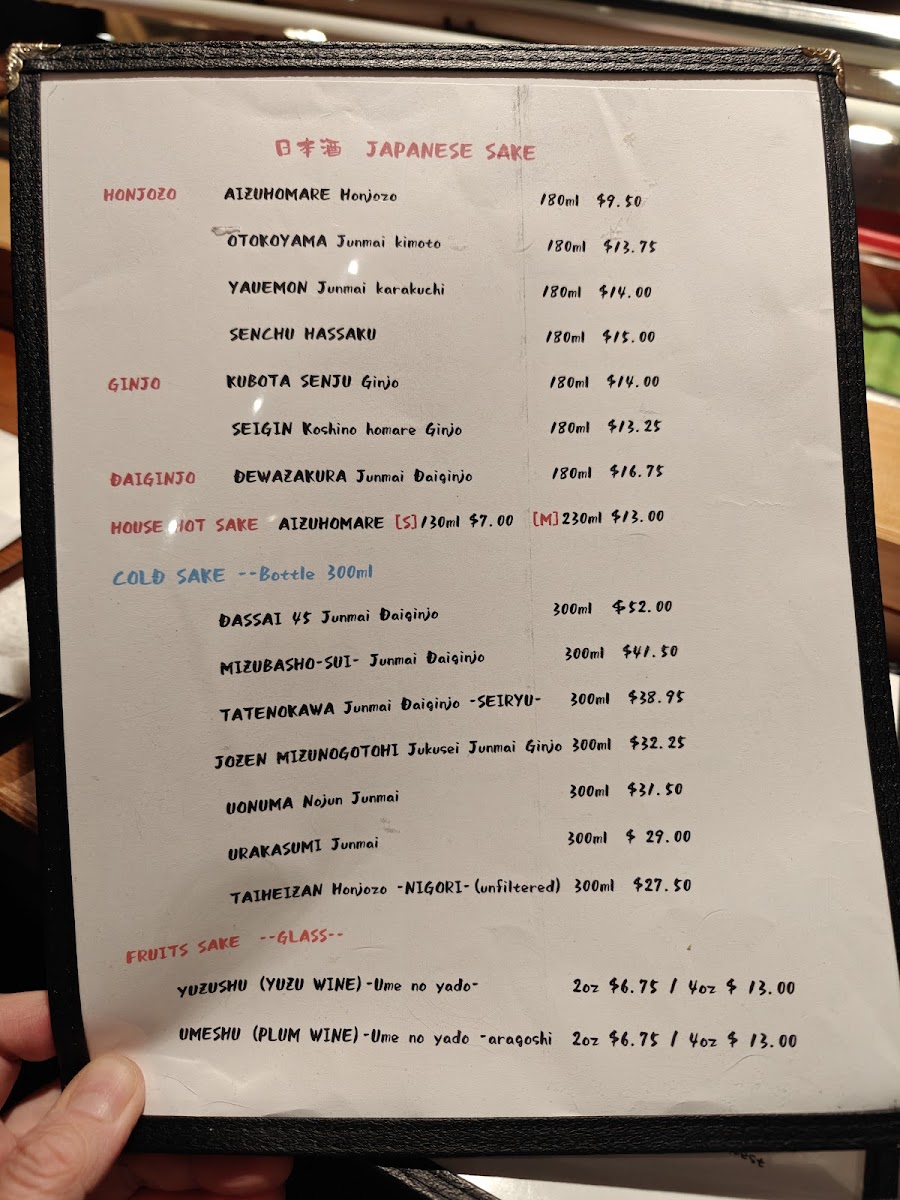 日本酒 JAPANESE SAKE
HONJOZO AIZUHOMARE Honjozo 180ml $9.50
OTOKOYAMA Junmai kimoto 180ml $13.75
YAUEMON Junmai karakuchi 180ml $14.00
SENCHU HASSAKU 180ml $15.00
GINJO KUBOTA SENJU Ginjo 180ml $14.00
SEIGIN Koshino homare Ginjo 180ml $13.25
DAIGINJO DEWAZAKURA Junmai Daiginjo 180ml $16.75
HOUSE HOT SAKE AIZUHOMARE [S]130ml $7.00 [M]230ml $13.00
COLD SAKE --Bottle 300ml
DASSAI 45 Junmai Daiginjo 300ml $52.00
MIZUBASHO-SUI- Junmai Daiginjo 300ml $41.50
TATENOKAWA Junmai Daiginjo -SEIRYU- 300ml $38.95
JOZEN MIZUNOGOTOHI Jukusei Junmai Ginjo 300ml $32.25
UONUMA Nojun Junmai 300ml $31.50
URAKASUMI Junmai 300ml $ 29.00
TAIHEIZAN Honjozo -NIGORI-(unfiltered) 300ml $27.50
FRUITS SAKE --GLASS--
YUZUSHU (YUZU WINE)-Ume no yado- 2oz $6.75 / 4oz $ 13.00
UMESHU (PLUM WINE)-Ume no yado -aragoshi 2oz $6.75 / 4oz $ 13.00